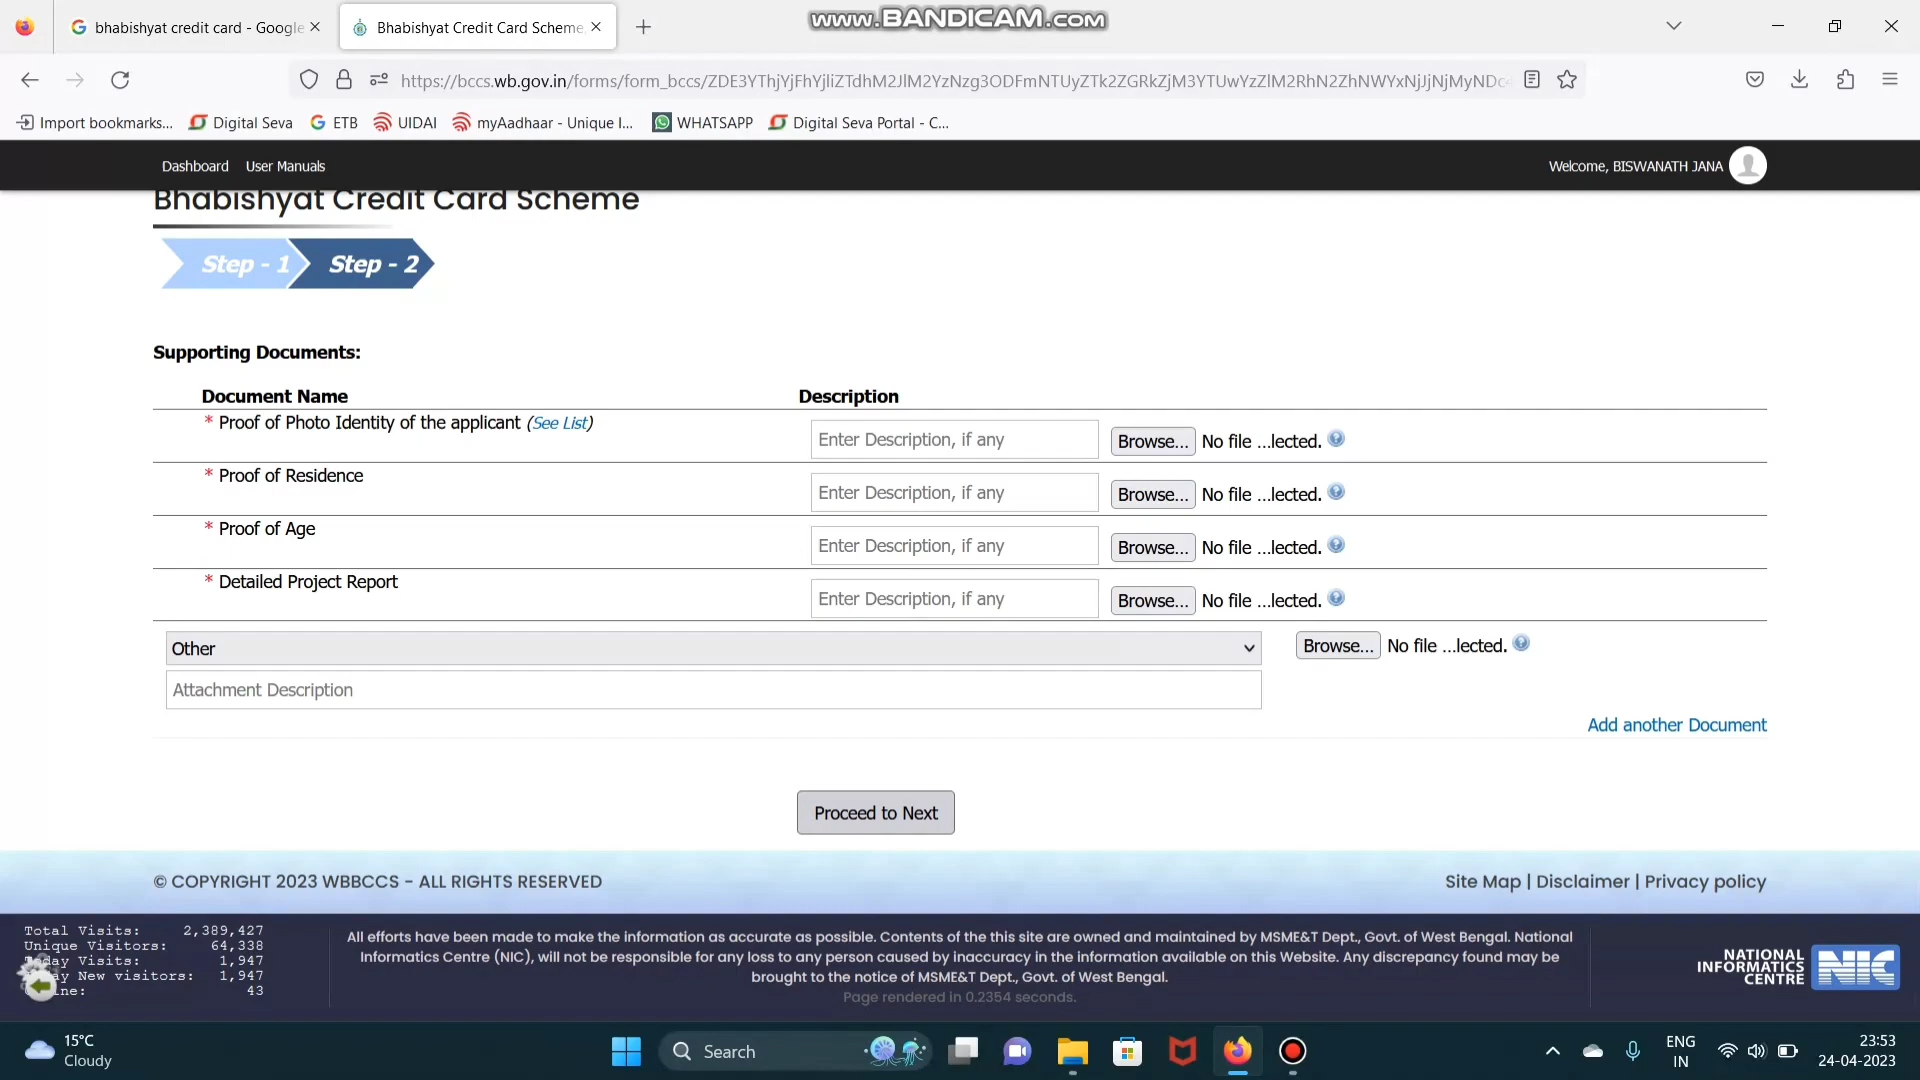 bhabishyat credit card - Google
Bhabishyat Credit Card Scheme
www.BANDICAM.com
https://bccs.wb.gov.in/forms/form_bccs/
Import bookmarks...
Digital Seva
ETB
UIDAI
myAadhaar - Unique I...
WHATSAPP
Digital Seva Portal - C...
Dashboard
User Manuals
Welcome, BISWANATH JANA
Bhabishyat Credit Card Scheme
Step - 1
Step - 2
Supporting Documents:
Document Name
Description
* Proof of Photo Identity of the applicant (See List)
Enter Description, if any
Browse... No file ...lected.
* Proof of Residence
Enter Description, if any
Browse... No file ...lected.
* Proof of Age
Enter Description, if any
Browse... No file ...lected.
* Detailed Project Report
Enter Description, if any
Browse... No file ...lected.
Other
Browse... No file ...lected.
Attachment Description
Add another Document
Proceed to Next
© COPYRIGHT 2023 WBBCCS - ALL RIGHTS RESERVED
Site Map | Disclaimer | Privacy policy
Total Visits: 2,389,427
Unique Visitors: 64,338
Visits: 1,947
New visitors: 1,947
43
All efforts have been made to make the information as accurate as possible. Contents of the this site are owned and maintained by MSME&T Dept., Govt. of West Bengal. National
Informatics Centre (NIC), will not be responsible for any loss to any person caused by inaccuracy in the information available on this Website. Any discrepancy found may be
brought to the notice of MSME&T Dept., Govt. of West Bengal.
Page rendered in 0.2354 seconds.
NATIONAL
INFORMATICS
CENTRE
NIC
15°C
Cloudy
Search
ENG
IN
23:53
24-04-2023